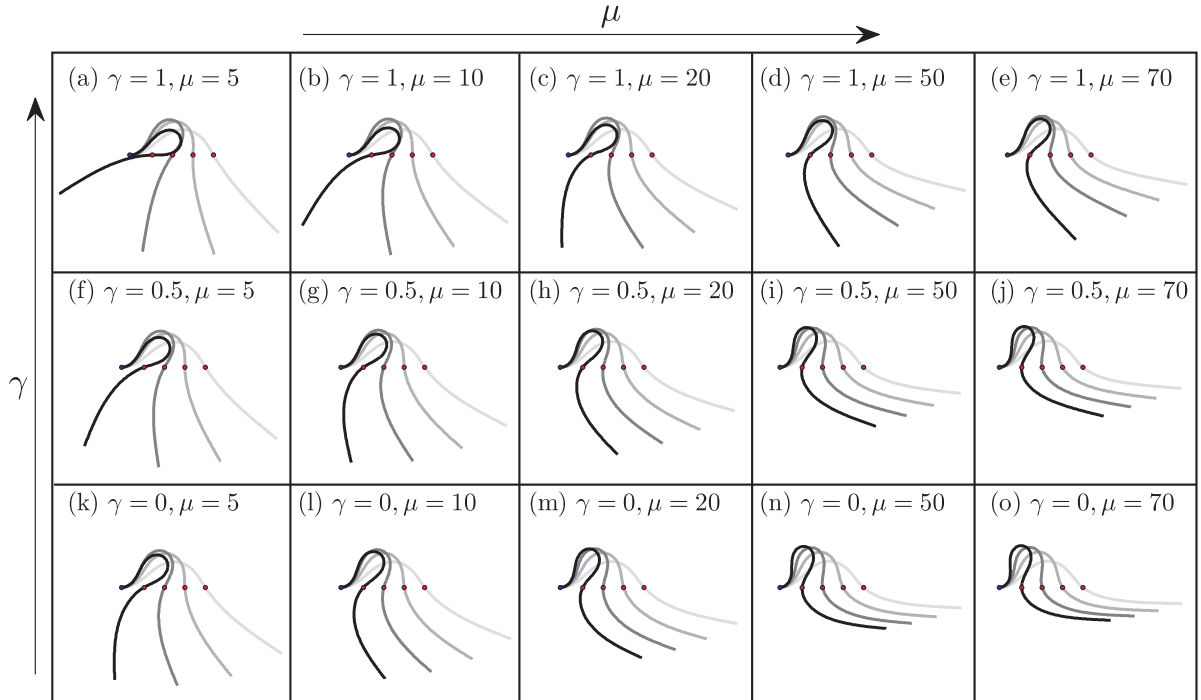 μ
(a) γ = 1, μ = 5
(b) γ = 1, μ = 10
(c) γ = 1, μ = 20
(d) γ = 1, μ = 50
(e) γ = 1, μ = 70
(f) γ = 0.5, μ = 5
(g) γ = 0.5, μ = 10
(h) γ = 0.5, μ = 20
(i) γ = 0.5, μ = 50
(j) γ = 0.5, μ = 70
γ
(k) γ = 0, μ = 5
(l) γ = 0, μ = 10
(m) γ = 0, μ = 20
(n) γ = 0, μ = 50
(o) γ = 0, μ = 70